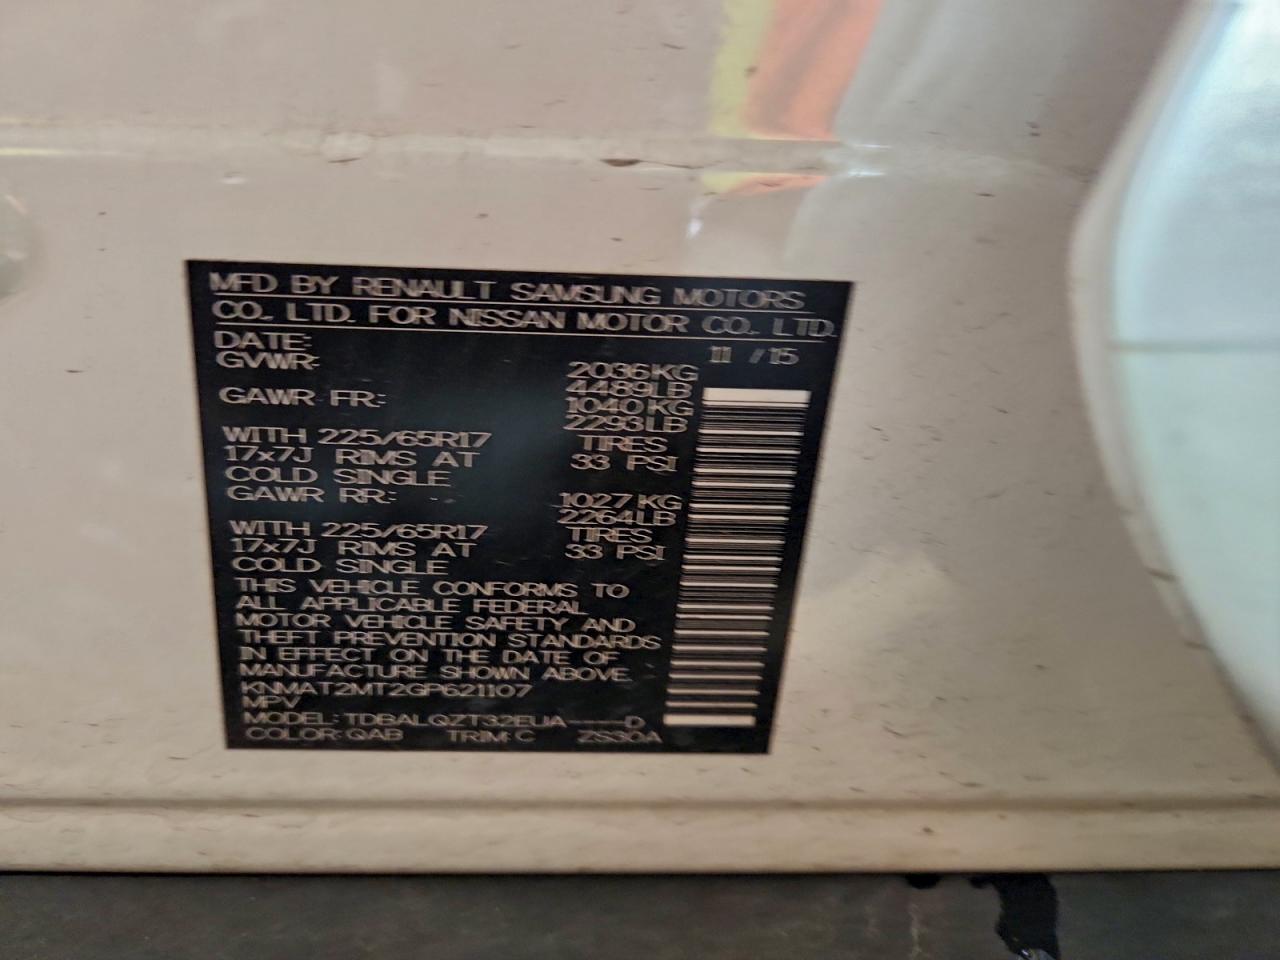 MFD BY RENAULT SAMSUNG MOTORS
CO., LTD. FOR NISSAN MOTOR CO., LTD.
DATE: 11 /15
GVWR: 2036KG
4489LB
GAWR FR: 1040KG
2293LB
WITH 225/65R17 TIRES
17x7J RIMS AT 33 PSI
COLD SINGLE
GAWR RR: 1027KG
2264LB
WITH 225/65R17 TIRES
17x7J RIMS AT 33 PSI
COLD SINGLE
THIS VEHICLE CONFORMS TO
ALL APPLICABLE FEDERAL
MOTOR VEHICLE SAFETY AND
THEFT PREVENTION STANDARDS
IN EFFECT ON THE DATE OF
MANUFACTURE SHOWN ABOVE.
KNMAT2MT2GP621107
MPV
MODEL: TDBALQZT32EUA-----D
COLOR: QAB TRIM: C ZS30A